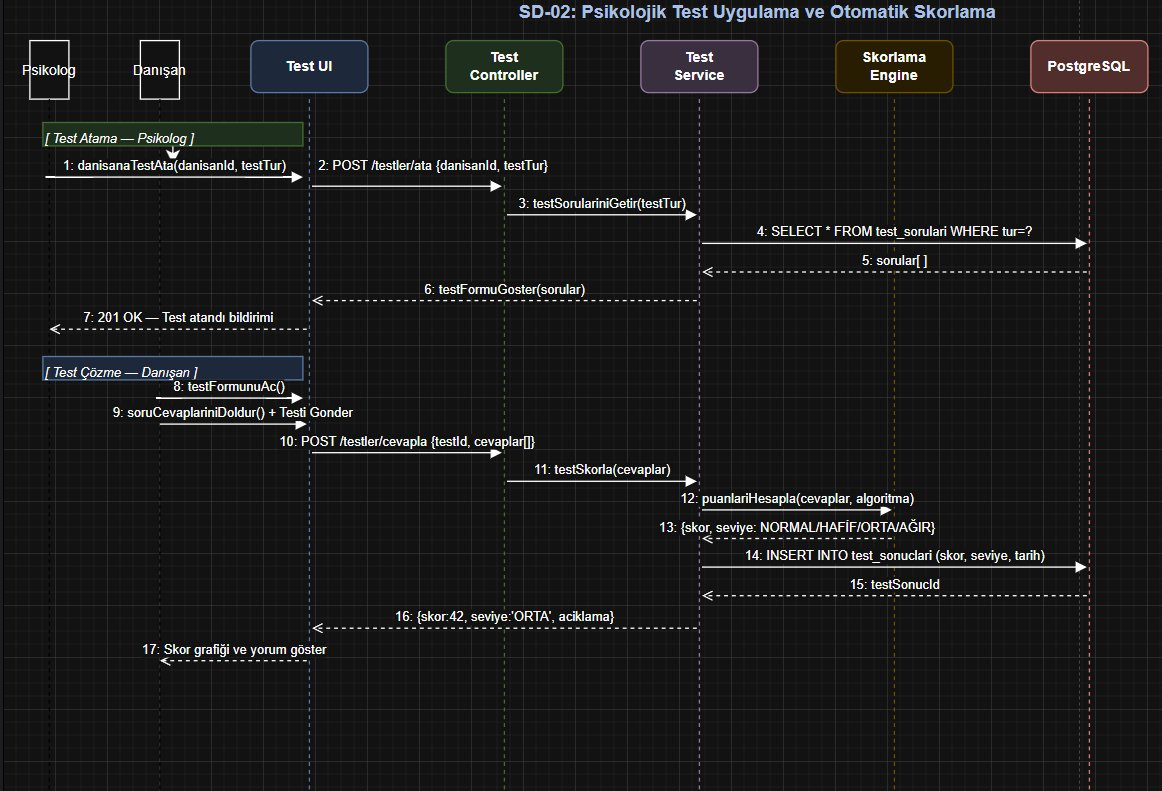 SD-02: Psikolojik Test Uygulama ve Otomatik Skorlama
Psikolog
Danışan
Test UI
Test
Controller
Test
Service
Skorlama
Engine
PostgreSQL
[ Test Atama — Psikolog ]
1: danisanaTestAta(danisanId, testTur)
2: POST /testler/ata {danisanId, testTur}
3: testSorulariniGetir(testTur)
4: SELECT * FROM test_sorulari WHERE tur=?
5: sorular[ ]
6: testFormuGoster(sorular)
7: 201 OK — Test atandı bildirimi
[ Test Çözme — Danışan ]
8: testFormunuAc()
9: soruCevaplariniDoldur() + Testi Gonder
10: POST /testler/cevapla {testId, cevaplar[]}
11: testSkorla(cevaplar)
12: puanlariHesapla(cevaplar, algoritma)
13: {skor, seviye: NORMAL/HAFİF/ORTA/AĞIR}
14: INSERT INTO test_sonuclari (skor, seviye, tarih)
15: testSonucId
16: {skor:42, seviye:'ORTA', aciklama}
17: Skor grafiği ve yorum göster